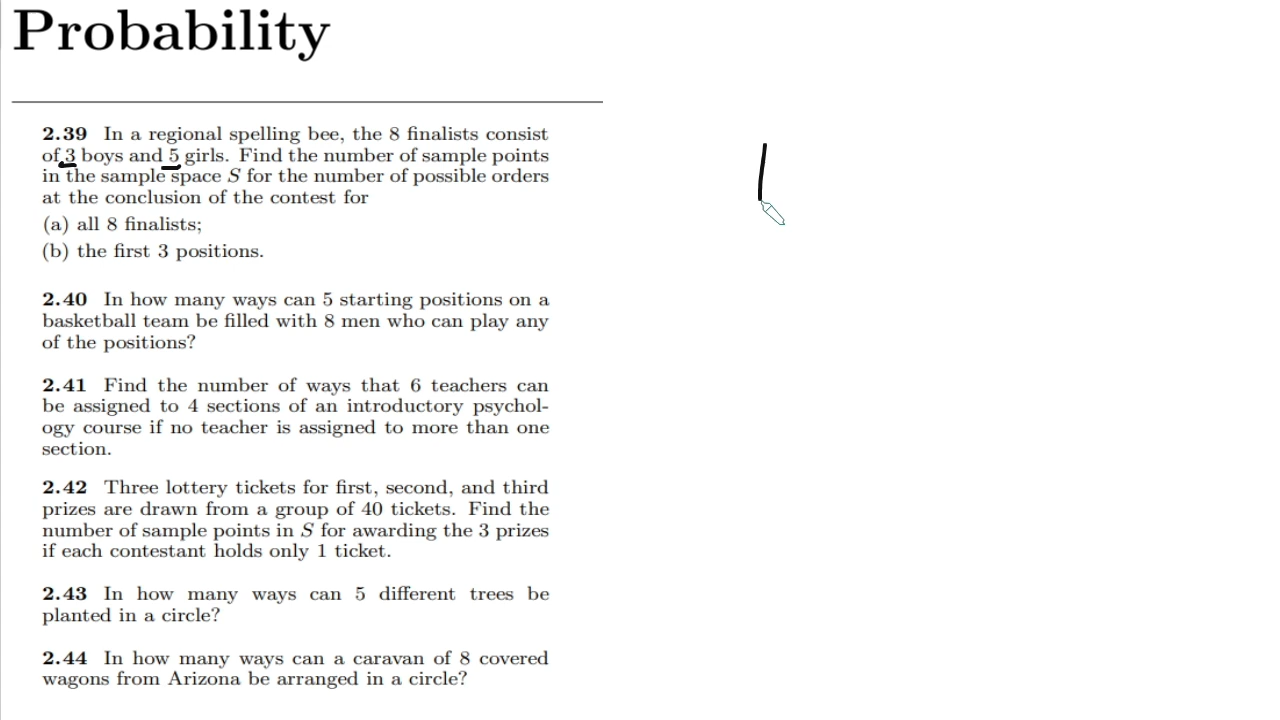 Probability
2.39 In a regional spelling bee, the 8 finalists consist
of 3 boys and 5 girls. Find the number of sample points
in the sample space S for the number of possible orders
at the conclusion of the contest for
(a) all 8 finalists;
(b) the first 3 positions.
2.40 In how many ways can 5 starting positions on a
basketball team be filled with 8 men who can play any
of the positions?
2.41 Find the number of ways that 6 teachers can
be assigned to 4 sections of an introductory psychol-
ogy course if no teacher is assigned to more than one
section.
2.42 Three lottery tickets for first, second, and third
prizes are drawn from a group of 40 tickets. Find the
number of sample points in S for awarding the 3 prizes
if each contestant holds only 1 ticket.
2.43 In how many ways can 5 different trees be
planted in a circle?
2.44 In how many ways can a caravan of 8 covered
wagons from Arizona be arranged in a circle?